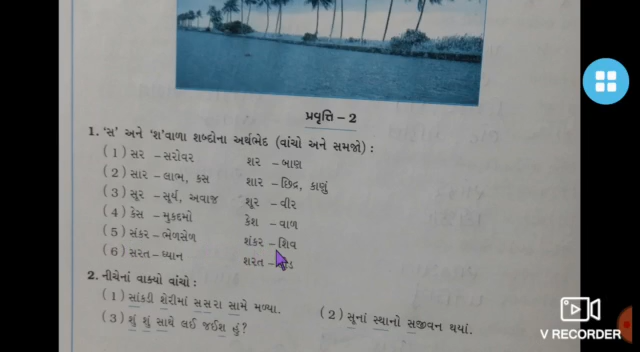 પ્રવૃત્તિ – 2
1. 'સ' અને 'શ'વાળા શબ્દોના અર્થભેદ (વાંચો અને સમજો) :
(1) સર – સરોવર શર – બાણ
(2) સાર – લાભ, કસ શાર – છિદ્ર, કાણું
(3) સૂર – સૂર્ય, અવાજ શૂર – વીર
(4) કેસ – મુકદમો કેશ – વાળ
(5) સંકર – ભેળસેળ શંકર – શિવ
(6) સરત – ધ્યાન શરત –
2. નીચેનાં વાક્યો વાંચો :
(1) સાંકડી શેરીમાં સસરા સામે મળ્યા. (2) સૂનાં સ્થાનો સજીવન થયાં.
(3) શું શું સાથે લઈ જઈશ હું?
V RECORDER